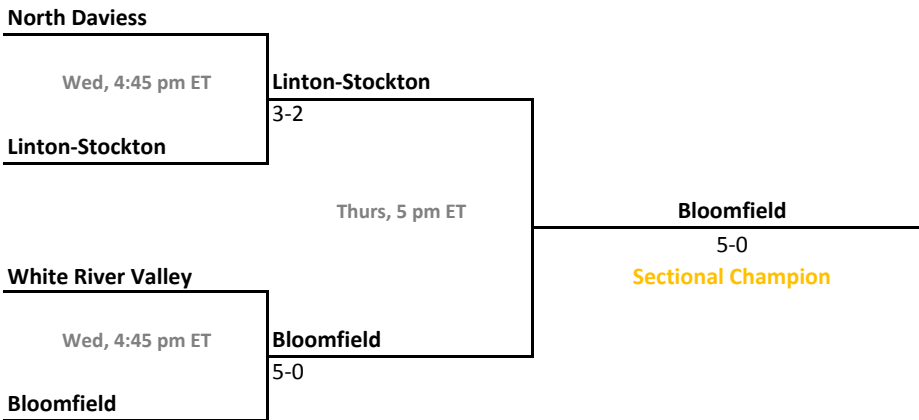 North Daviess
Wed, 4:45 pm ET
Linton-Stockton
3-2
Linton-Stockton
Thurs, 5 pm ET
Bloomfield
5-0
Sectional Champion
White River Valley
Wed, 4:45 pm ET
Bloomfield
5-0
Bloomfield